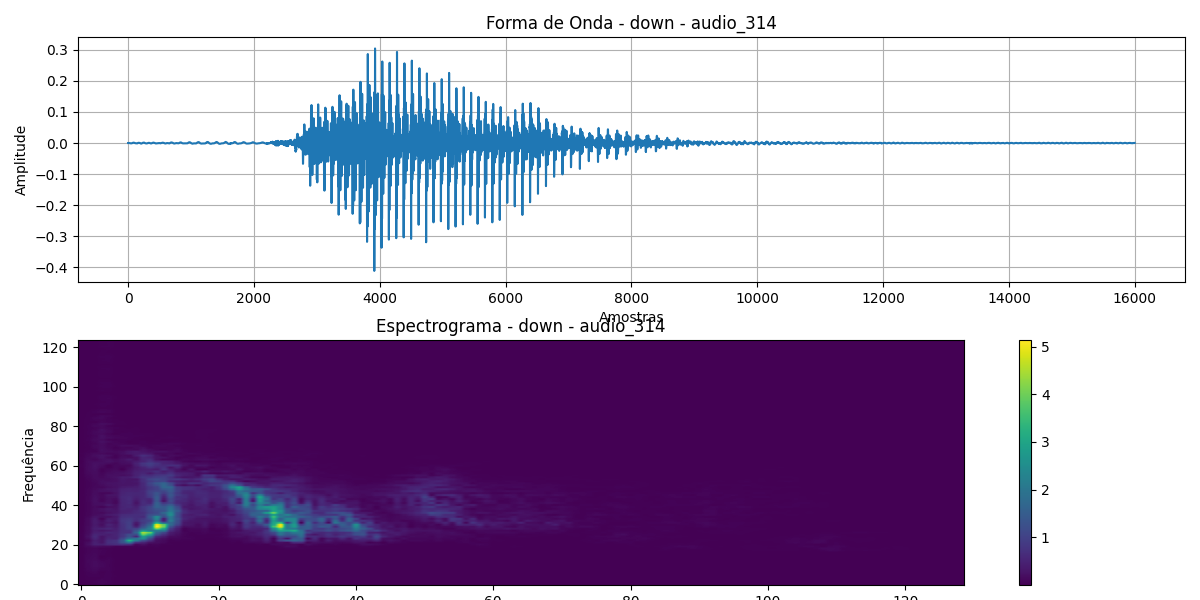 Forma de Onda - down - audio_314
0.3
0.2
0.1
0.0
−0.1
−0.2
−0.3
−0.4
Amplitude
0 2000 4000 6000 8000 10000 12000 14000 16000
Amostras
Espectrograma - down - audio_314
120
100
80
60
40
20
0
Frequência
0 20 40 60 80 100 120
5
4
3
2
1